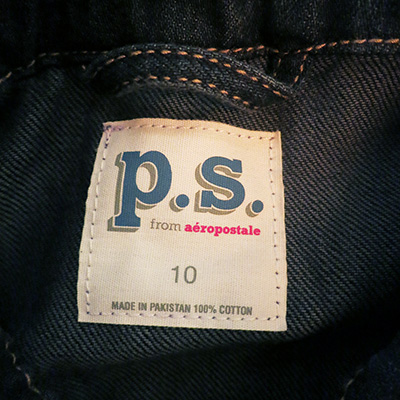 p.s.
from aéropostale
10
MADE IN PAKISTAN 100% COTTON